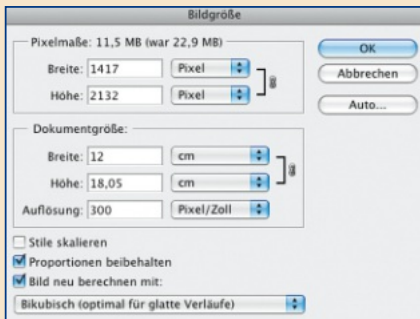 Bildgröße
Pixelmaße: 11,5 MB (war 22,9 MB)
Breite: 1417 Pixel
Höhe: 2132 Pixel
OK
Abbrechen
Auto...
Dokumentgröße:
Breite: 12 cm
Höhe: 18,05 cm
Auflösung: 300 Pixel/Zoll
Stile skalieren
Proportionen beibehalten
Bild neu berechnen mit:
Bikubisch (optimal für glatte Verläufe)